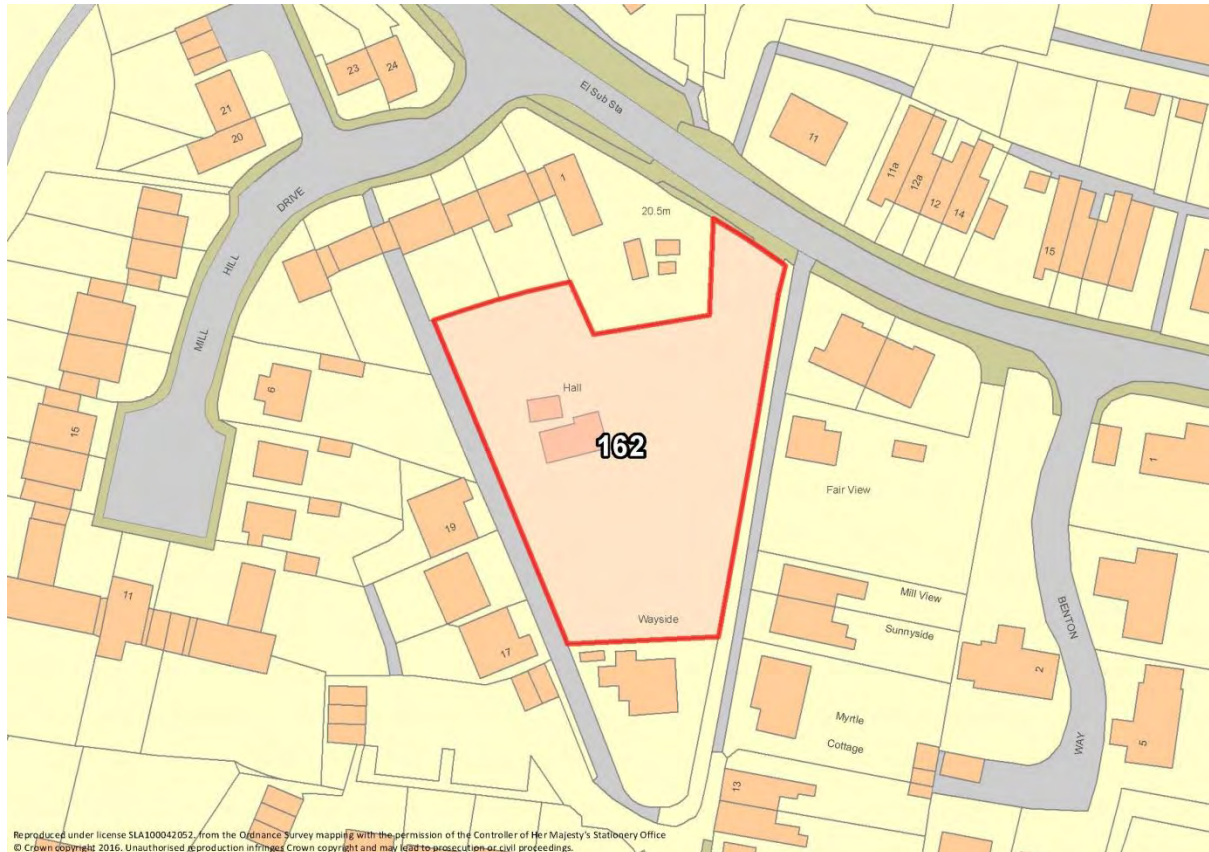 23
24
21
20
El Sub Sta
11
11a
12a
12
14
15
1
20.5m
DRIVE
HILL
MILL
6
15
Hall
162
Fair View
1
19
17
11
Wayside
Mill View
Sunnyside
BENTON
2
Myrtle
Cottage
WAY
5
13
Reproduced under license SLA100042052, from the Ordnance Survey mapping with the permission of the Controller of Her Majesty's Stationery Office
© Crown copyright 2016. Unauthorised reproduction infringes Crown copyright and may lead to prosecution or civil proceedings.